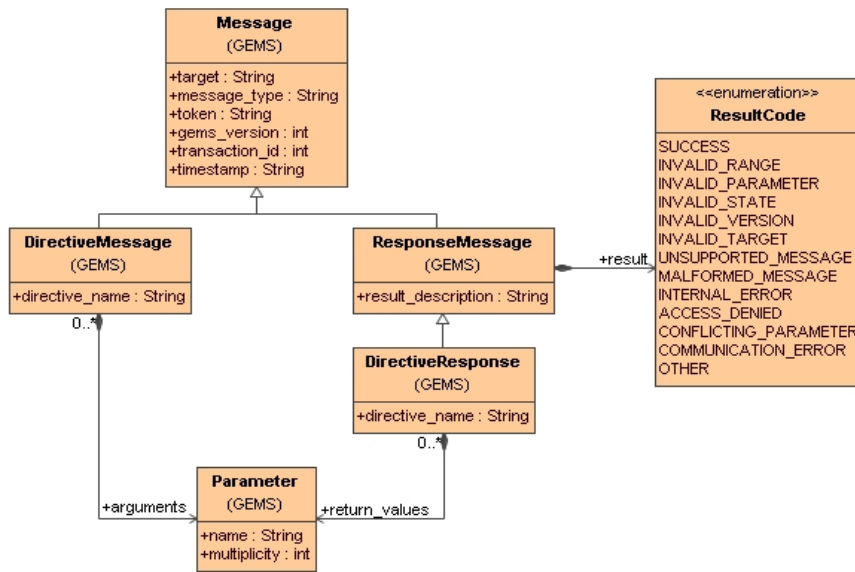 Message
(GEMS)
+target : String
+message_type : String
+token : String
+gems_version : int
+transaction_id : int
+timestamp : String
<<enumeration>>
ResultCode
SUCCESS
INVALID_RANGE
INVALID_PARAMETER
INVALID_STATE
INVALID_VERSION
INVALID_TARGET
UNSUPPORTED_MESSAGE
MALFORMED_MESSAGE
INTERNAL_ERROR
ACCESS_DENIED
CONFLICTING_PARAMETER
COMMUNICATION_ERROR
OTHER
DirectiveMessage
(GEMS)
+directive_name : String
0..*
ResponseMessage
(GEMS)
+result_description : String
+result
DirectiveResponse
(GEMS)
+directive_name : String
0..*
Parameter
(GEMS)
+name : String
+multiplicity : int
+arguments
+return_values